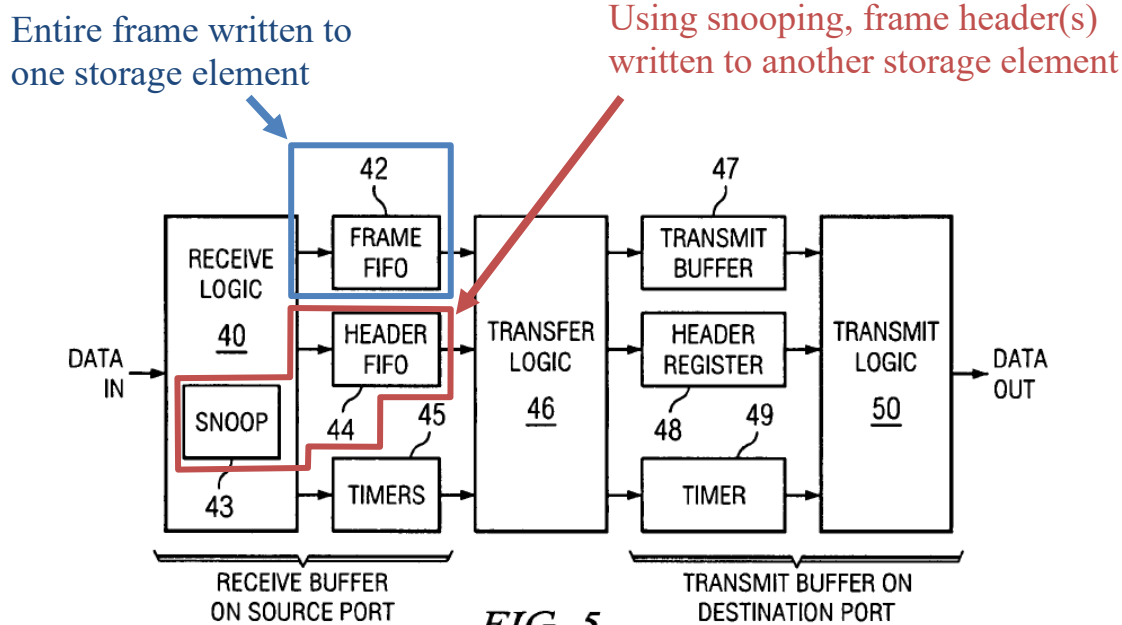 Entire frame written to
one storage element
Using snooping, frame header(s)
written to another storage element
42
47
FRAME
FIFO
TRANSMIT
BUFFER
RECEIVE
LOGIC
40
HEADER
FIFO
TRANSFER
LOGIC
46
HEADER
REGISTER
TRANSMIT
LOGIC
50
DATA
IN
DATA
OUT
SNOOP
43
44
45
48
49
TIMERS
TIMER
RECEIVE BUFFER
ON SOURCE PORT
TRANSMIT BUFFER ON
DESTINATION PORT
FIG. 5